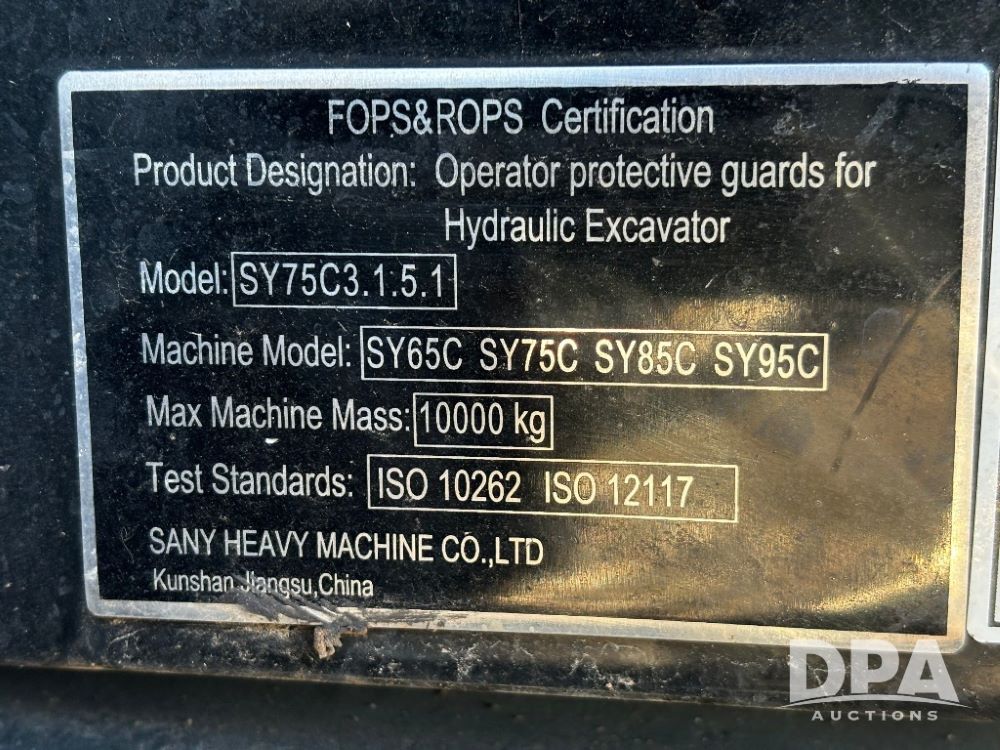 FOPS&ROPS Certification
Product Designation: Operator protective guards for
Hydraulic Excavator
Model: SY75C3.1.5.1
Machine Model: SY65C SY75C SY85C SY95C
Max Machine Mass: 10000 kg
Test Standards: ISO 10262 ISO 12117
SANY HEAVY MACHINE CO.,LTD
Kunshan Jiangsu,China
DPA
AUCTIONS